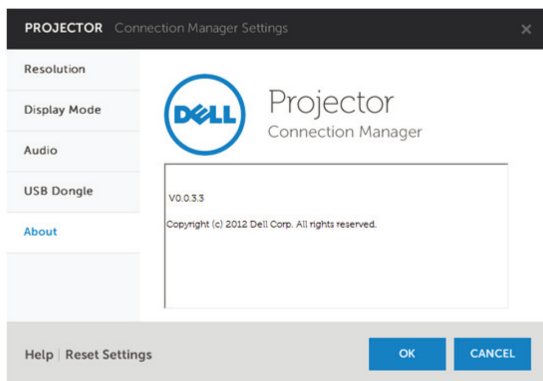 PROJECTOR Connection Manager Settings
Resolution
Display Mode
Audio
USB Dongle
About
DELL
Projector
Connection Manager
V0.0.3.3
Copyright (c) 2012 Dell Corp. All rights reserved.
Help | Reset Settings
OK
CANCEL